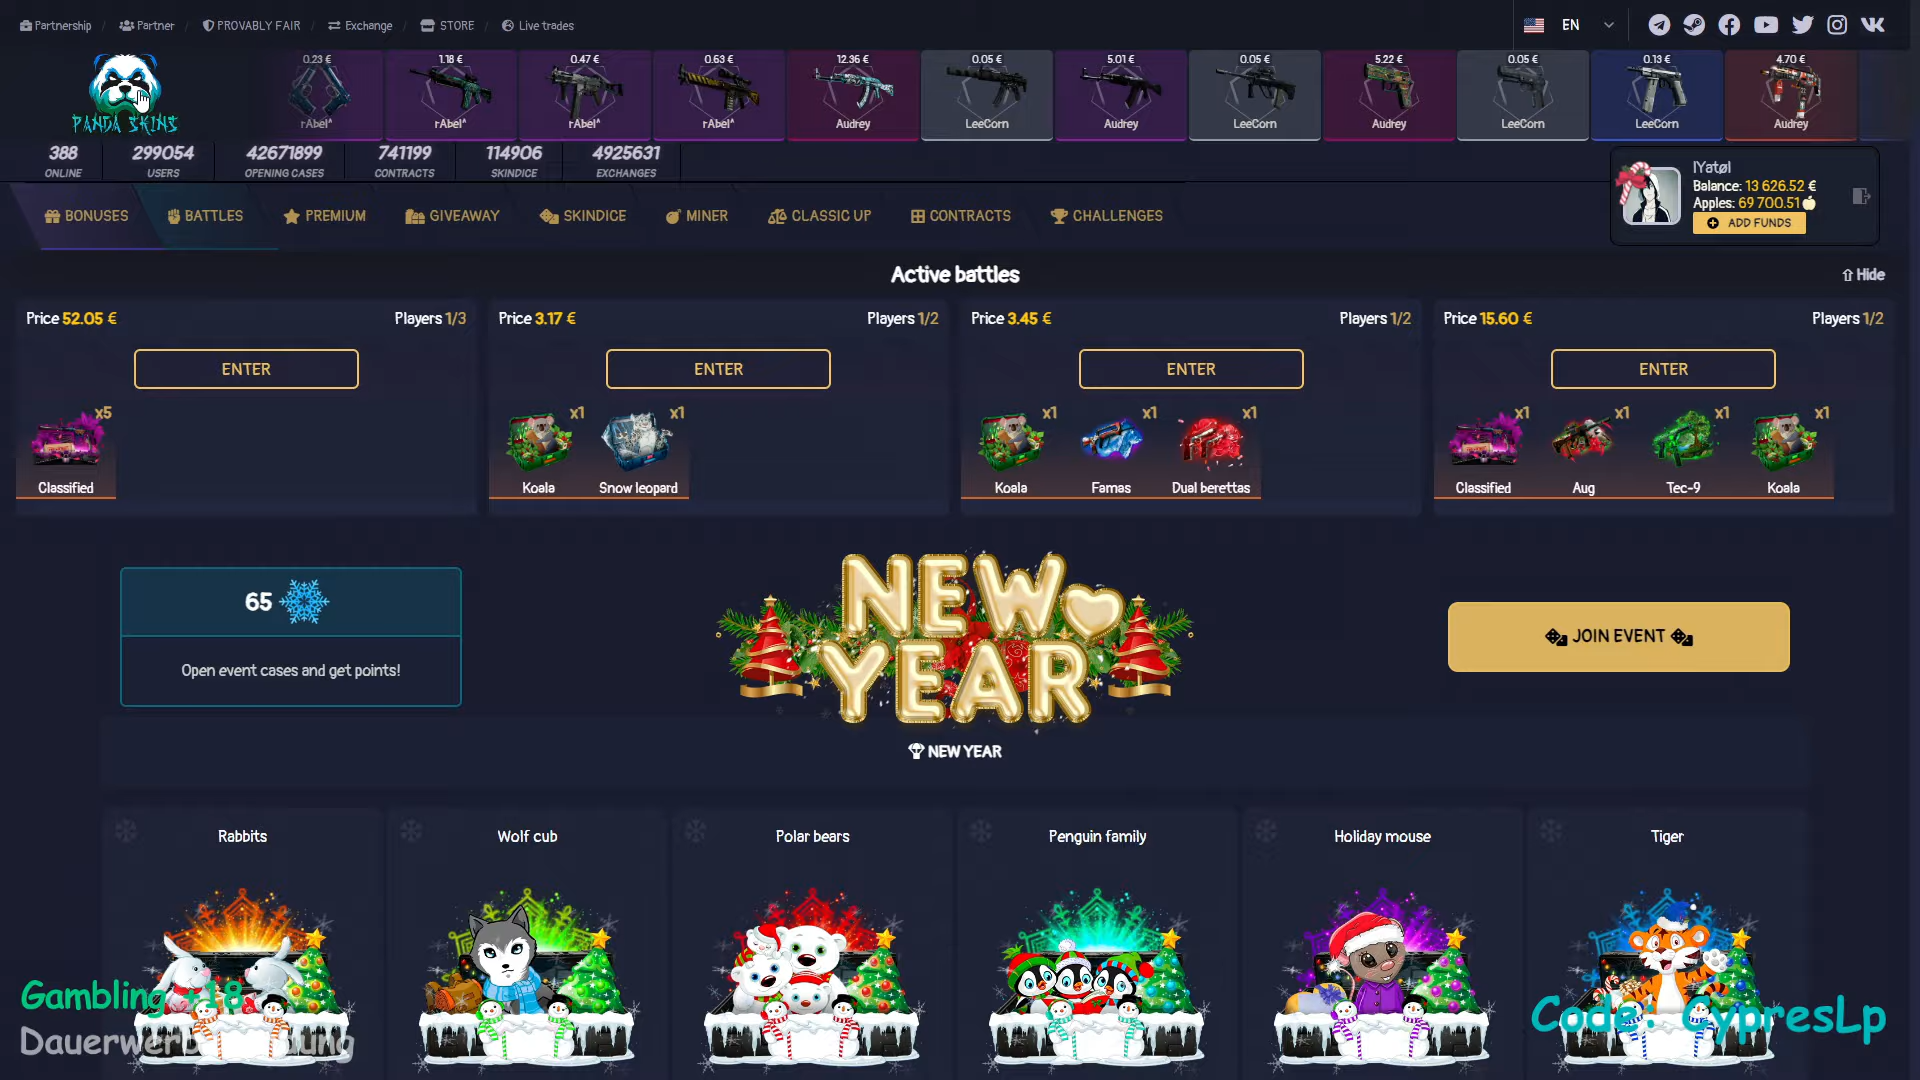 Partnership / Partner / PROVABLY FAIR / Exchange / STORE / Live trades
EN
PANDA SKINS
0.23 € 1.18 € 0.47 € 0.63 € 12.36 € 0.05 € 5.01 € 0.05 € 5.22 € 0.05 € 0.13 € 4.70 €
rAbel^ rAbel^ rAbel^ rAbel^ Audrey LeeCorn Audrey LeeCorn Audrey LeeCorn LeeCorn Audrey
388 299054 42671899 741199 114906 4925631
ONLINE USERS OPENING CASES CONTRACTS SKINDICE EXCHANGES
Balance: 13 626.52 €
Apples: 69 700.51
ADD FUNDS
BONUSES BATTLES PREMIUM GIVEAWAY SKINDICE MINER CLASSIC UP CONTRACTS CHALLENGES
Active battles
Hide
Price 52.05 € Players 1/3 Price 3.17 € Players 1/2 Price 3.45 € Players 1/2 Price 15.60 € Players 1/2
ENTER ENTER ENTER ENTER
x5 x1 x1 x1 x1 x1 x1 x1 x1 x1
Classified Koala Snow leopard Koala Famas Dual berettas Classified Aug Tec-9 Koala
65
Open event cases and get points!
NEW
YEAR
JOIN EVENT
NEW YEAR
Rabbits Wolf cub Polar bears Penguin family Holiday mouse Tiger
Gambling +18
Code: CypresLp